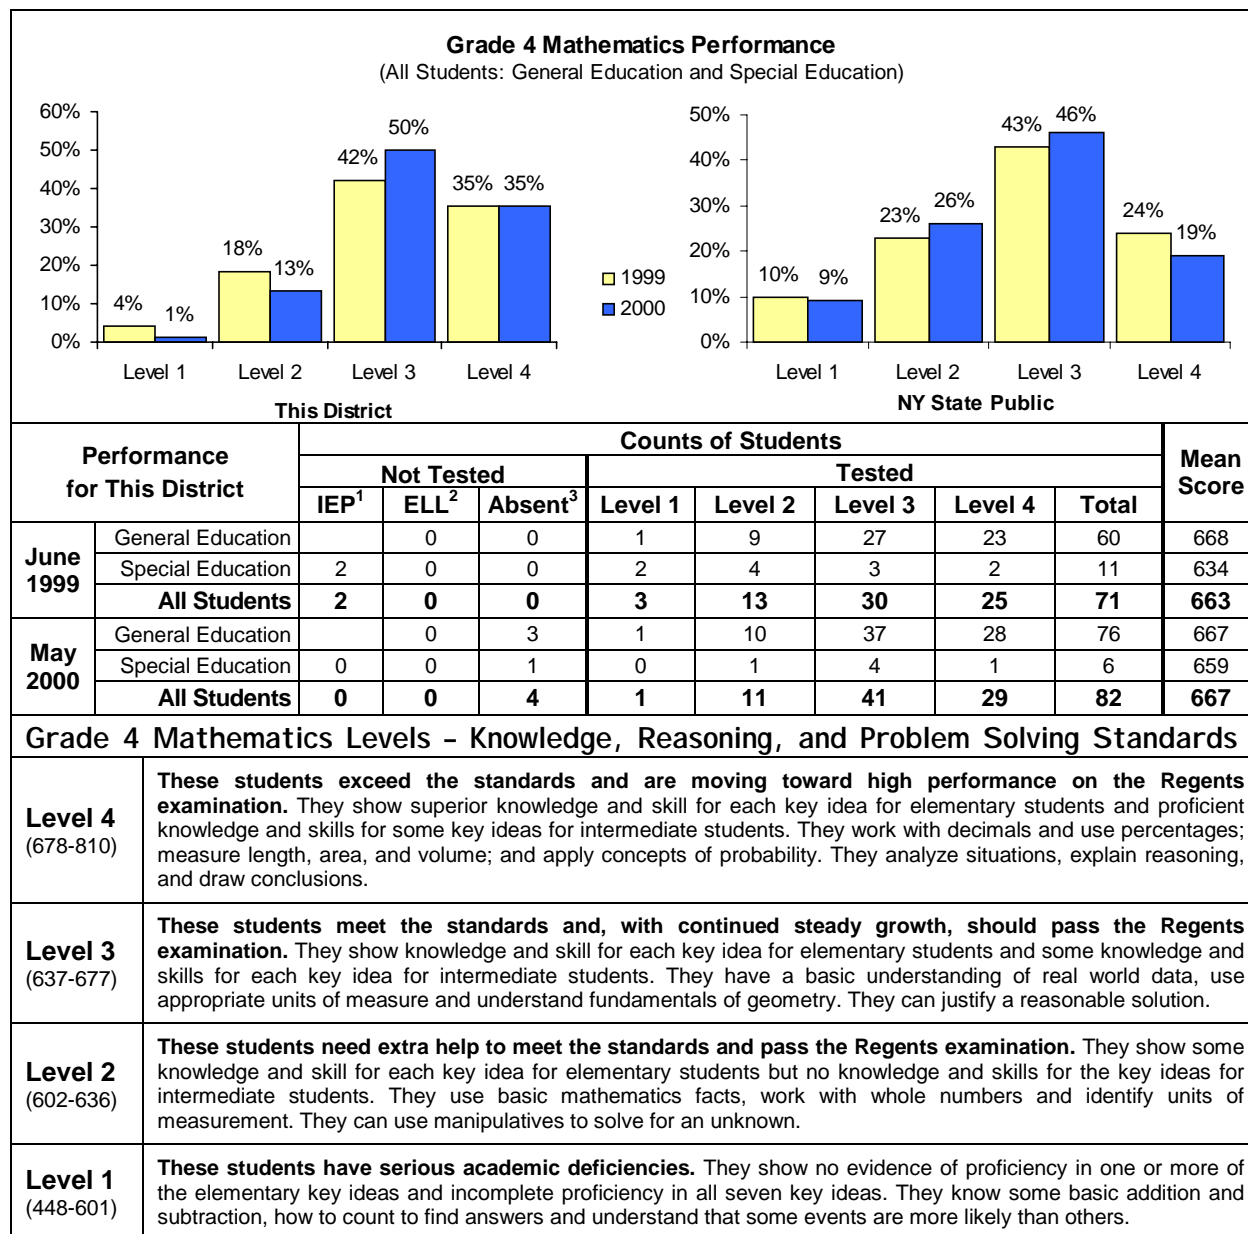 Grade 4 Mathematics Performance
(All Students: General Education and Special Education)
60%
50%
40%
30%
20%
10%
0%
4%
1%
18%
13%
42%
50%
35%
35%
Level 1
Level 2
Level 3
Level 4
This District
1999
2000
50%
40%
30%
20%
10%
0%
10%
9%
23%
26%
43%
46%
24%
19%
Level 1
Level 2
Level 3
Level 4
NY State Public
Performance for This District
Counts of Students
Mean Score
Not Tested
Tested
IEP1 ELL2 Absent3 Level 1 Level 2 Level 3 Level 4 Total
June 1999
General Education 0 0 1 9 27 23 60 668
Special Education 2 0 0 2 4 3 2 11 634
All Students 2 0 0 3 13 30 25 71 663
May 2000
General Education 0 3 1 10 37 28 76 667
Special Education 0 0 1 0 1 4 1 6 659
All Students 0 0 4 1 11 41 29 82 667
Grade 4 Mathematics Levels – Knowledge, Reasoning, and Problem Solving Standards
Level 4
(678-810)
These students exceed the standards and are moving toward high performance on the Regents
examination. They show superior knowledge and skill for each key idea for elementary students and proficient
knowledge and skills for some key ideas for intermediate students. They work with decimals and use percentages;
measure length, area, and volume; and apply concepts of probability. They analyze situations, explain reasoning,
and draw conclusions.
Level 3
(637-677)
These students meet the standards and, with continued steady growth, should pass the Regents
examination. They show knowledge and skill for each key idea for elementary students and some knowledge and
skills for each key idea for intermediate students. They have a basic understanding of real world data, use
appropriate units of measure and understand fundamentals of geometry. They can justify a reasonable solution.
Level 2
(602-636)
These students need extra help to meet the standards and pass the Regents examination. They show some
knowledge and skill for each key idea for elementary students but no knowledge and skills for the key ideas for
intermediate students. They use basic mathematics facts, work with whole numbers and identify units of
measurement. They can use manipulatives to solve for an unknown.
Level 1
(448-601)
These students have serious academic deficiencies. They show no evidence of proficiency in one or more of
the elementary key ideas and incomplete proficiency in all seven key ideas. They know some basic addition and
subtraction, how to count to find answers and understand that some events are more likely than others.